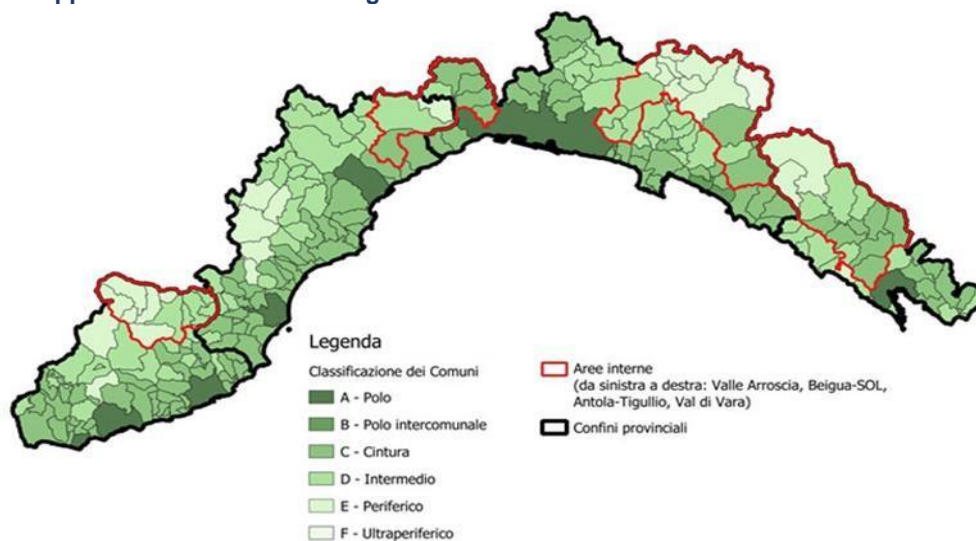 Legenda
Classificazione dei Comuni
A - Polo
B - Polo intercomunale
C - Cintura
D - Intermedio
E - Periferico
F - Ultraperiferico
Aree interne
(da sinistra a destra: Valle Arroscia, Beigua-SOL,
Antola-Tigullio, Val di Vara)
Confini provinciali